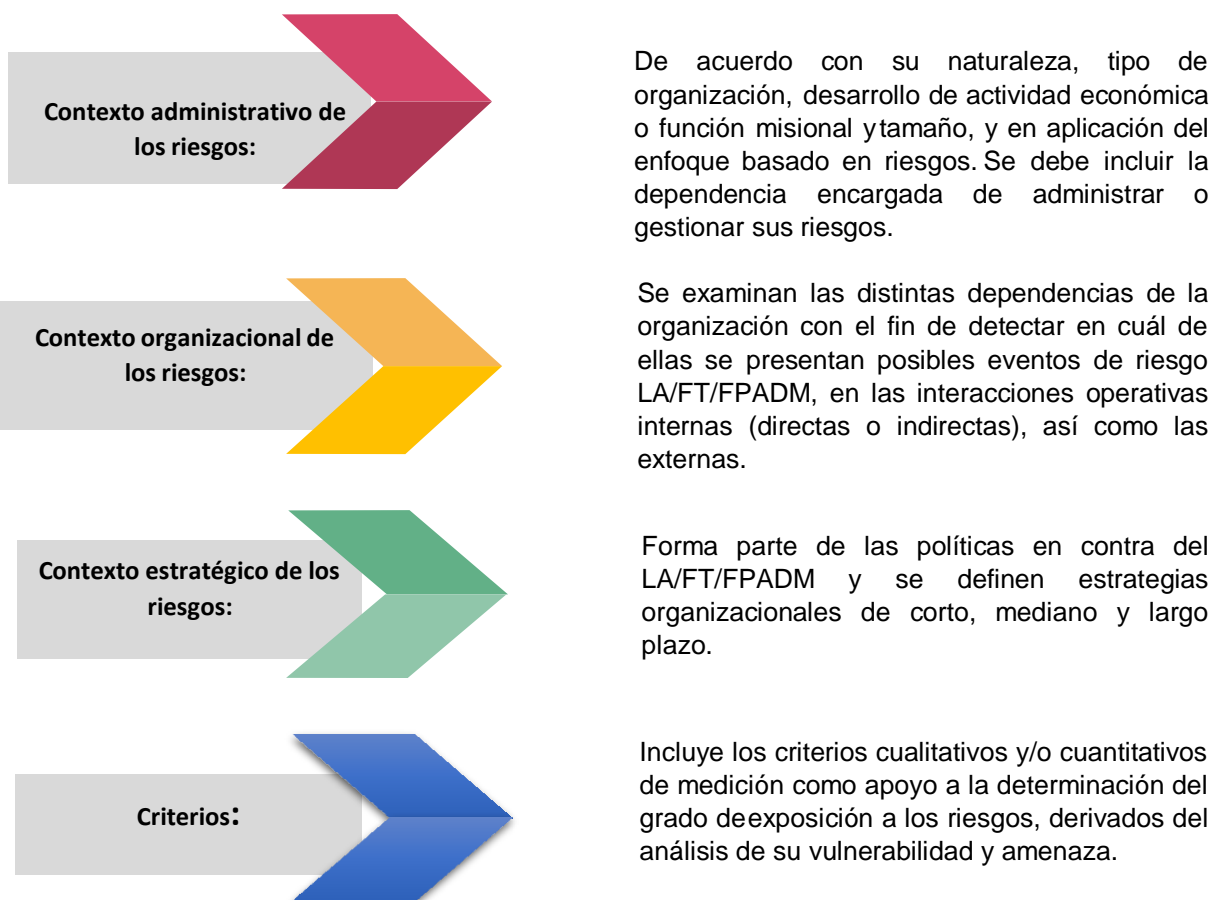 Contexto administrativo de
los riesgos:
De acuerdo con su naturaleza, tipo de
organización, desarrollo de actividad económica
o función misional y tamaño, y en aplicación del
enfoque basado en riesgos. Se debe incluir la
dependencia encargada de administrar o
gestionar sus riesgos.
Contexto organizacional de
los riesgos:
Se examinan las distintas dependencias de la
organización con el fin de detectar en cuál de
ellas se presentan posibles eventos de riesgo
LA/FT/FPADM, en las interacciones operativas
internas (directas o indirectas), así como las
externas.
Contexto estratégico de los
riesgos:
Forma parte de las políticas en contra del
LA/FT/FPADM y se definen estrategias
organizacionales de corto, mediano y largo
plazo.
Criterios:
Incluye los criterios cualitativos y/o cuantitativos
de medición como apoyo a la determinación del
grado de exposición a los riesgos, derivados del
análisis de su vulnerabilidad y amenaza.